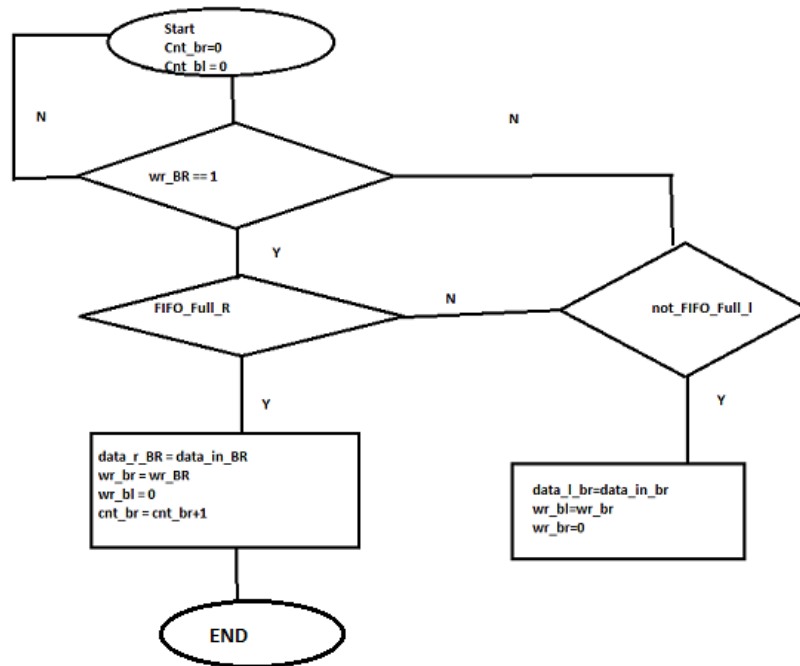 Start
Cnt_br=0
Cnt_bl = 0
N
N
wr_BR == 1
Y
FIFO_Full_R
N
not_FIFO_Full_l
Y
Y
data_r_BR = data_in_BR
wr_br = wr_BR
wr_bl = 0
cnt_br = cnt_br+1
data_l_br=data_in_br
wr_bl=wr_br
wr_br=0
END